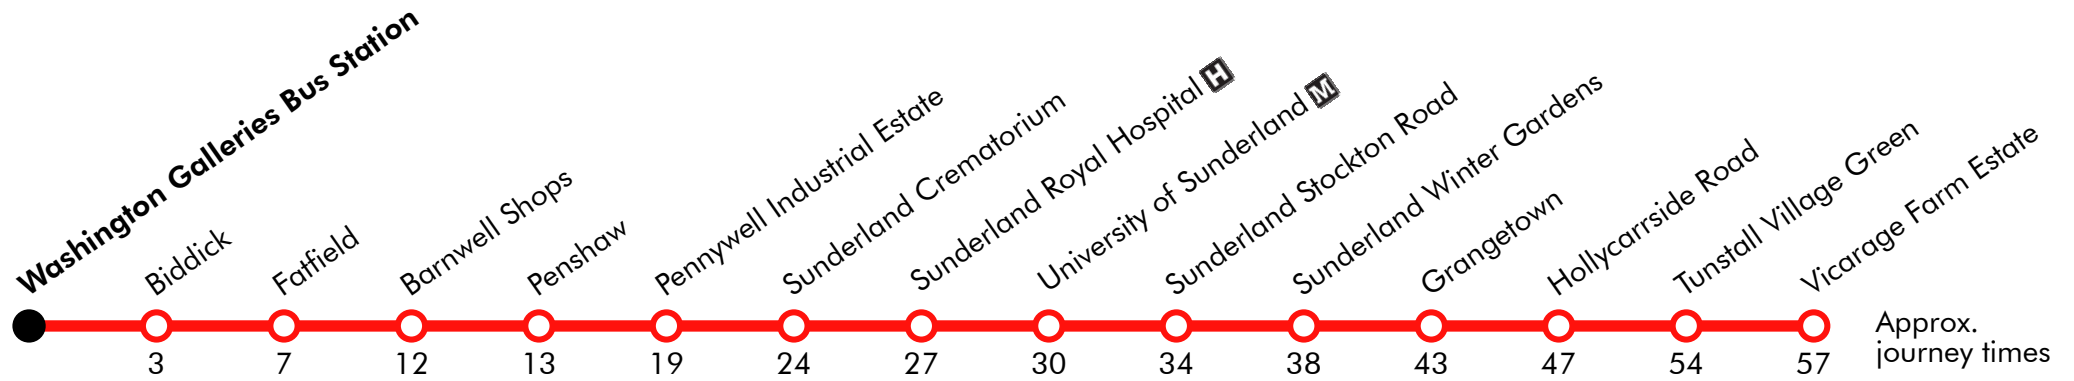 Washington Galleries Bus Station
Biddick
Fatfield
Barnwell Shops
Penshaw
Pennywell Industrial Estate
Sunderland Crematorium
Sunderland Royal Hospital H
University of Sunderland M
Sunderland Stockton Road
Sunderland Winter Gardens
Grangetown
Hollycarrside Road
Tunstall Village Green
Vicarage Farm Estate
3 7 12 13 19 24 27 30 34 38 43 47 54 57
Approx.
journey times